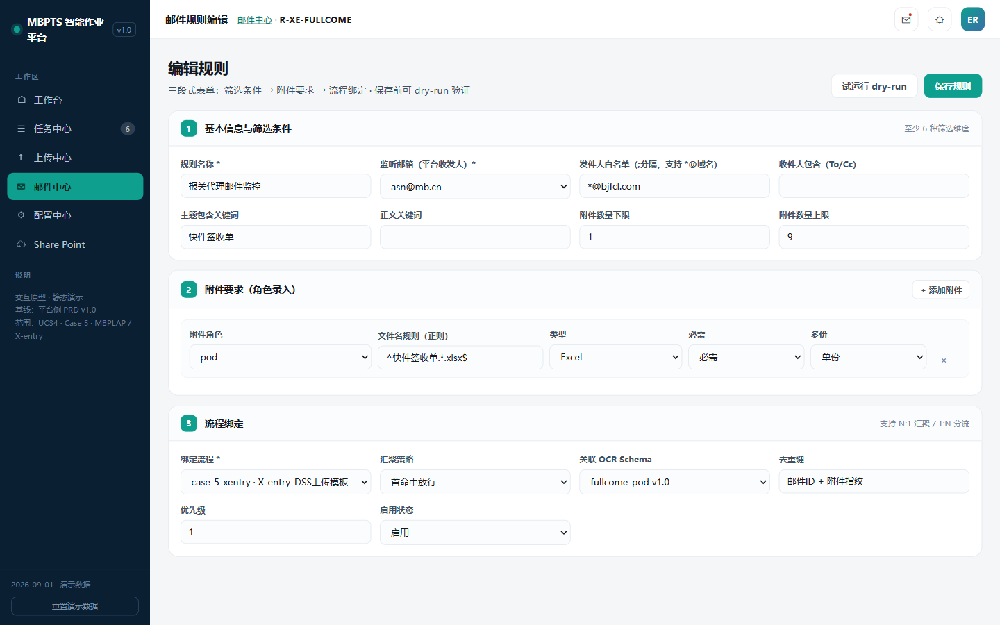 MBPTS 智能作业平台
v1.0
工作区
工作台
任务中心
6
上传中心
邮件中心
配置中心
Share Point
说明
交互原型 · 静态演示
基线：平台侧 PRD v1.0
范围：UC34 · Case 5 · MBPLAP /
X-entry
2026-09-01 · 演示数据
重置演示数据
邮件规则编辑
邮件中心 · R-XE-FULLCOME
ER
编辑规则
三段式表单：筛选条件 → 附件要求 → 流程绑定 · 保存前可 dry-run 验证
试运行 dry-run
保存规则
1
基本信息与筛选条件
至少 6 种筛选维度
规则名称 *
监听邮箱（平台收发人）*
发件人白名单（;分隔，支持 *@域名）
收件人包含（To/Cc）
报关代理邮件监控
asn@mb.cn
*@bjfcl.com
主题包含关键词
正文关键词
附件数量下限
附件数量上限
快件签收单
1
9
2
附件要求（角色录入）
+ 添加附件
附件角色
文件名规则（正则）
类型
必需
多份
pod
^快件签收单.*.xlsx$
Excel
必需
单份
×
3
流程绑定
支持 N:1 汇聚 / 1:N 分流
绑定流程 *
汇聚策略
关联 OCR Schema
去重键
case-5-xentry · X-entry_DSS上传模板
首命中放行
fullcome_pod v1.0
邮件ID + 附件指纹
优先级
启用状态
1
启用